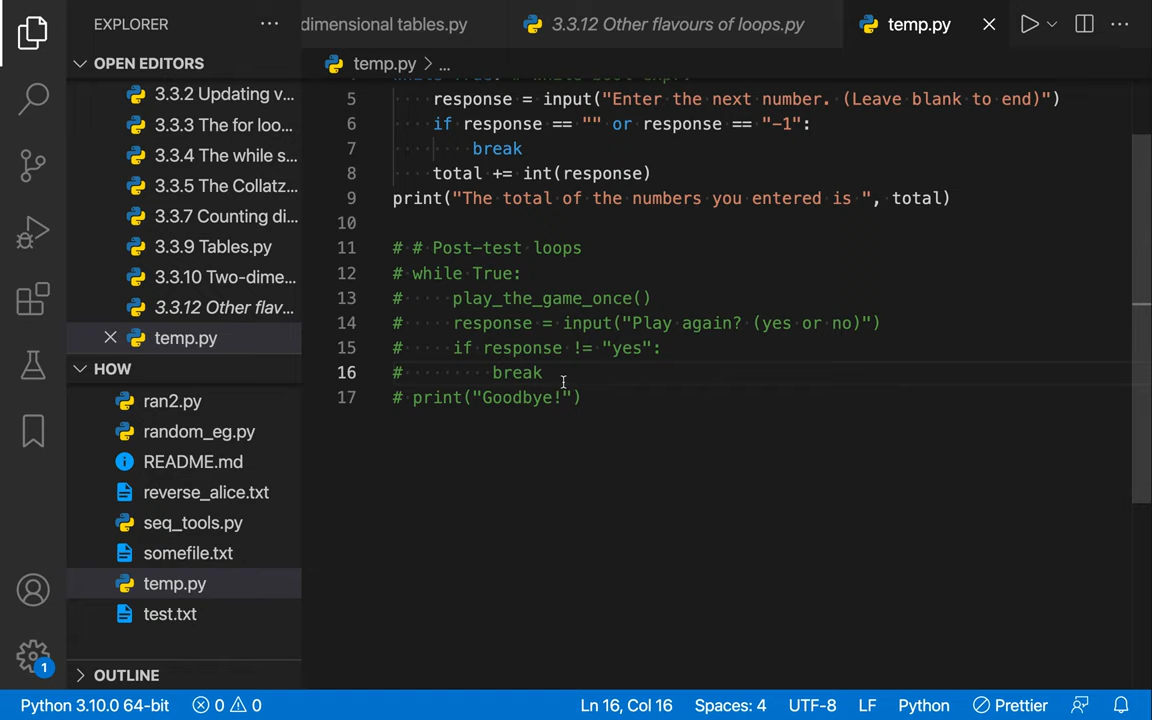 EXPLORER
dimensional tables.py
3.3.12 Other flavours of loops.py
temp.py
OPEN EDITORS
temp.py > ...
3.3.2 Updating v...
3.3.3 The for loo...
3.3.4 The while s...
3.3.5 The Collatz...
3.3.7 Counting di...
3.3.9 Tables.py
3.3.10 Two-dime...
3.3.12 Other flav...
temp.py
HOW
ran2.py
random_eg.py
README.md
reverse_alice.txt
seq_tools.py
somefile.txt
temp.py
test.txt
OUTLINE
5 response = input("Enter the next number. (Leave blank to end)")
6 if response == "" or response == "-1":
7 break
8 total += int(response)
9 print("The total of the numbers you entered is ", total)
10
11 # # Post-test loops
12 # while True:
13 # play_the_game_once()
14 # response = input("Play again? (yes or no)")
15 # if response != "yes":
16 # break
17 # print("Goodbye!")
1
Python 3.10.0 64-bit
0
0
Ln 16, Col 16
Spaces: 4
UTF-8
LF
Python
Prettier